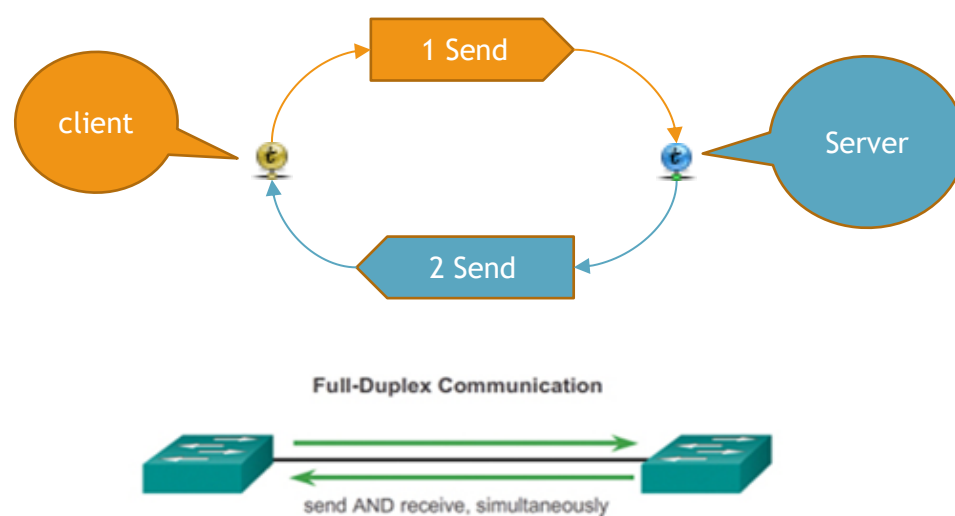 1 Send
client
Server
2 Send
Full-Duplex Communication
send AND receive, simultaneously